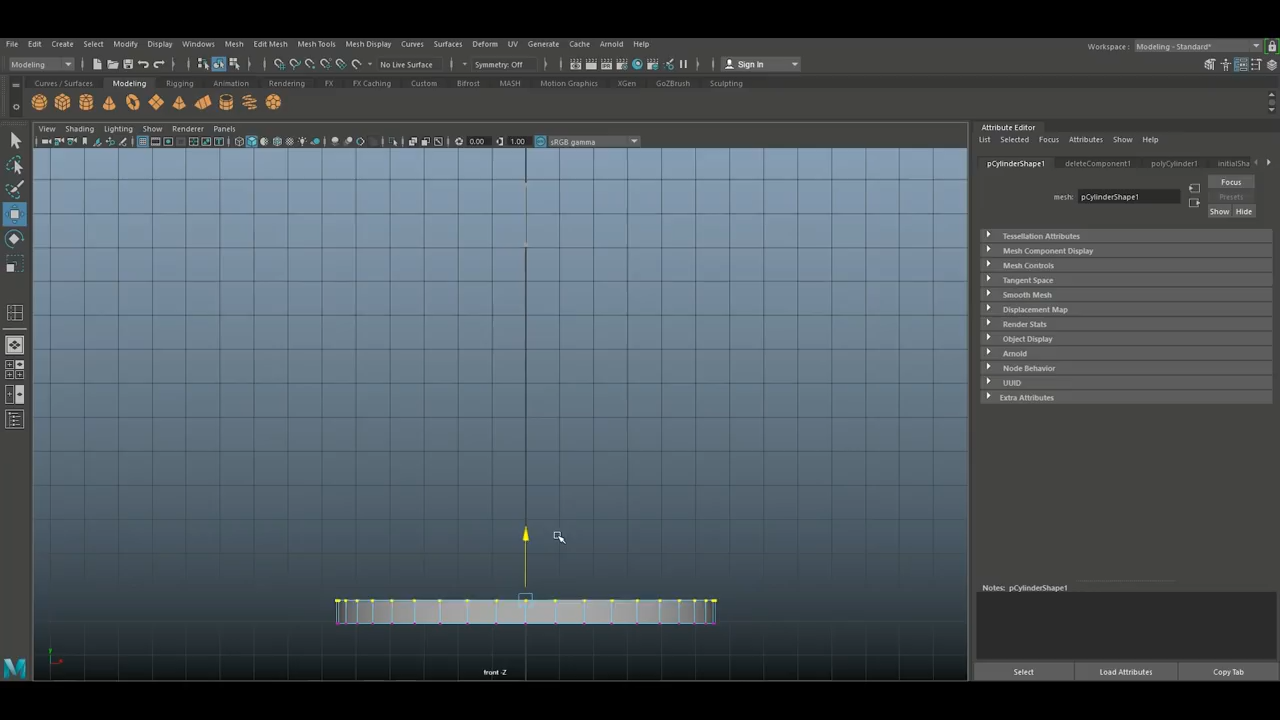 File Edit Create Select Modify Display Windows Mesh Edit Mesh Mesh Tools Mesh Display Curves Surfaces Deform UV Generate Cache Arnold Help
Workspace : Modeling - Standard*
Modeling No Live Surface Symmetry: Off Sign In
Curves / Surfaces Modeling Rigging Animation Rendering FX FX Caching Custom Bifrost MASH Motion Graphics XGen GoZBrush Sculpting
View Shading Lighting Show Renderer Panels
0.00 1.00 sRGB gamma
front -Z
Attribute Editor
List Selected Focus Attributes Show Help
pCylinderShape1 deleteComponent1 polyCylinder1 initialSha
Focus
mesh: pCylinderShape1 Presets
Show Hide
Tessellation Attributes
Mesh Component Display
Mesh Controls
Tangent Space
Smooth Mesh
Displacement Map
Render Stats
Object Display
Arnold
Node Behavior
UUID
Extra Attributes
Notes: pCylinderShape1
Select Load Attributes Copy Tab